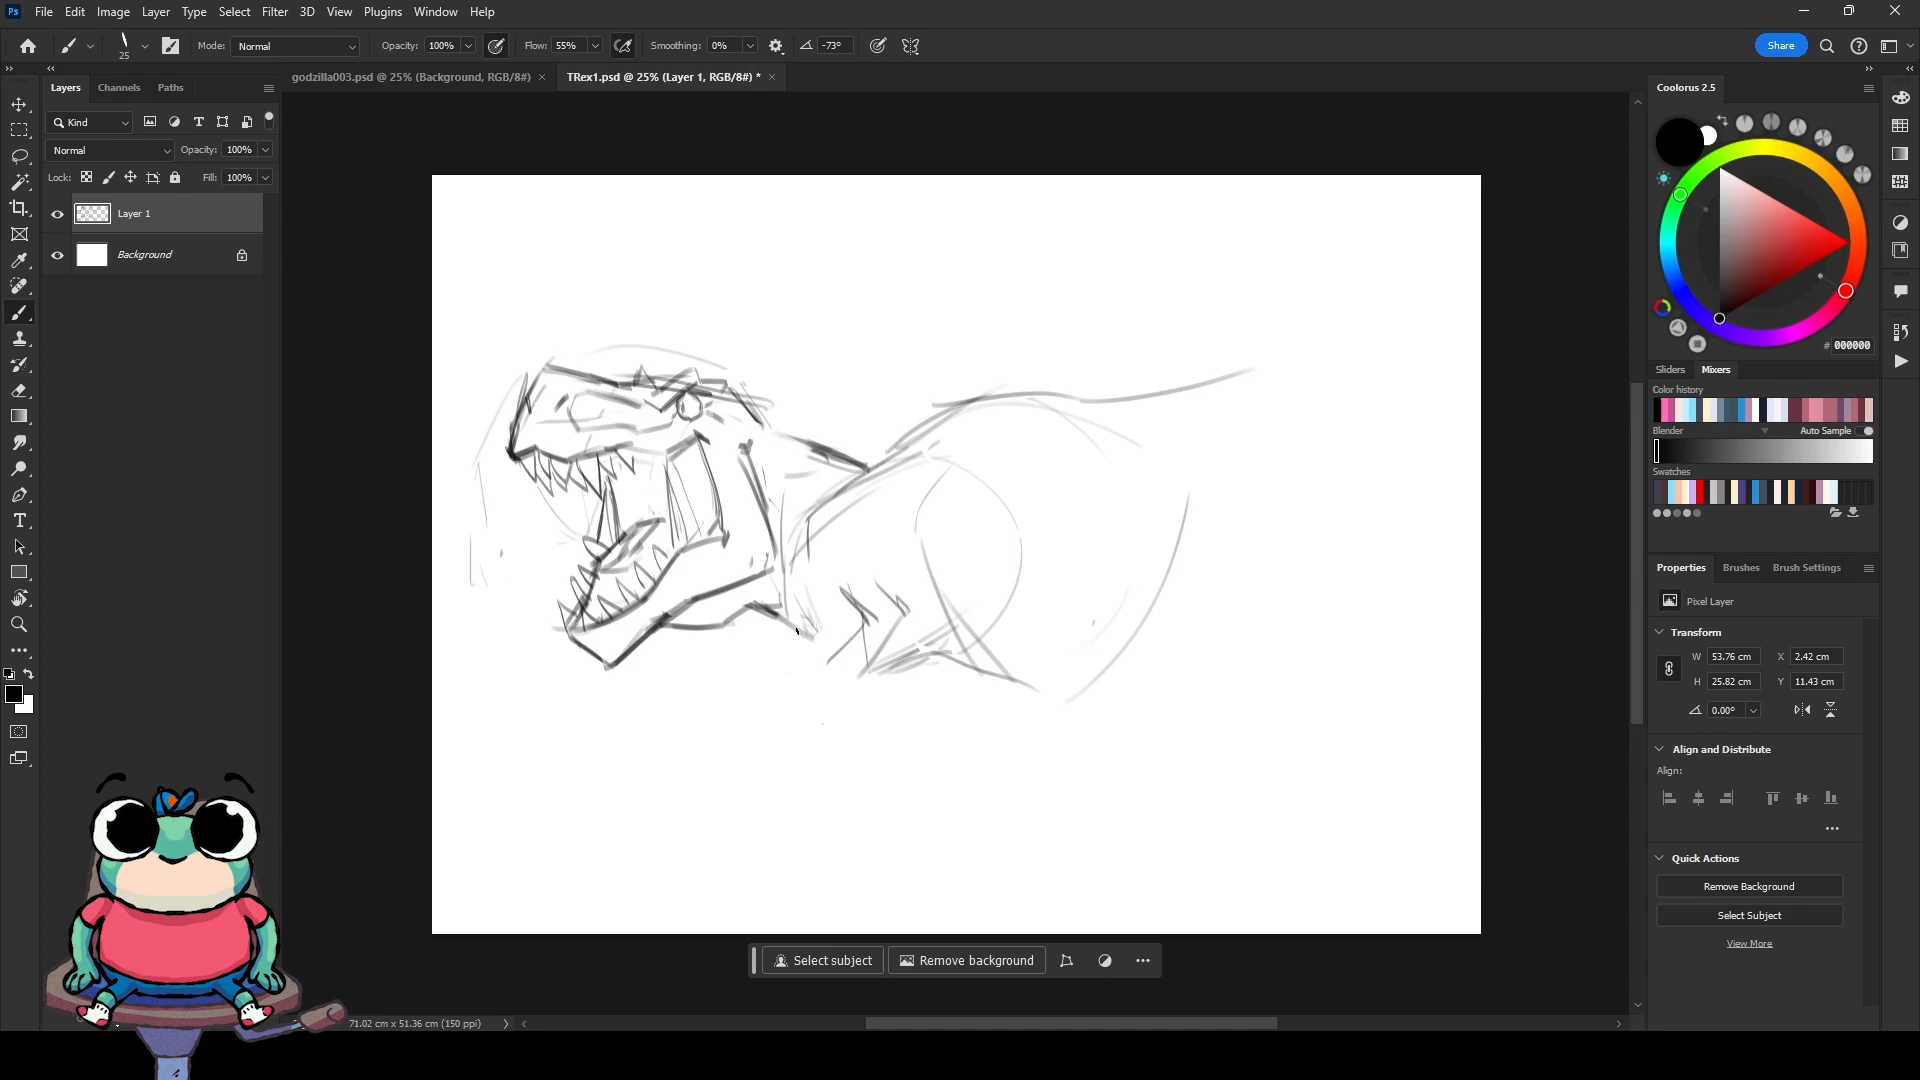 Ps File Edit Image Layer Type Select Filter 3D View Plugins Window Help
25 Mode: Normal Opacity: 100% Flow: 55% Smoothing: 0% -73° Share
Layers Channels Paths
godzilla003.psd @ 25% (Background, RGB/8#) TRex1.psd @ 25% (Layer 1, RGB/8#) *
Coolorus 2.5
Kind
Normal Opacity: 100%
Lock: Fill: 100%
Layer 1
Background
# 000000
Sliders Mixers
Color history
Blender Auto Sample
Swatches
Properties Brushes Brush Settings
Pixel Layer
Transform
W 53.76 cm X 2.42 cm
H 25.82 cm Y 11.43 cm
0.00°
Align and Distribute
Align:
Quick Actions
Remove Background
Select Subject
View More
Select subject Remove background
71.02 cm x 51.36 cm (150 ppi)